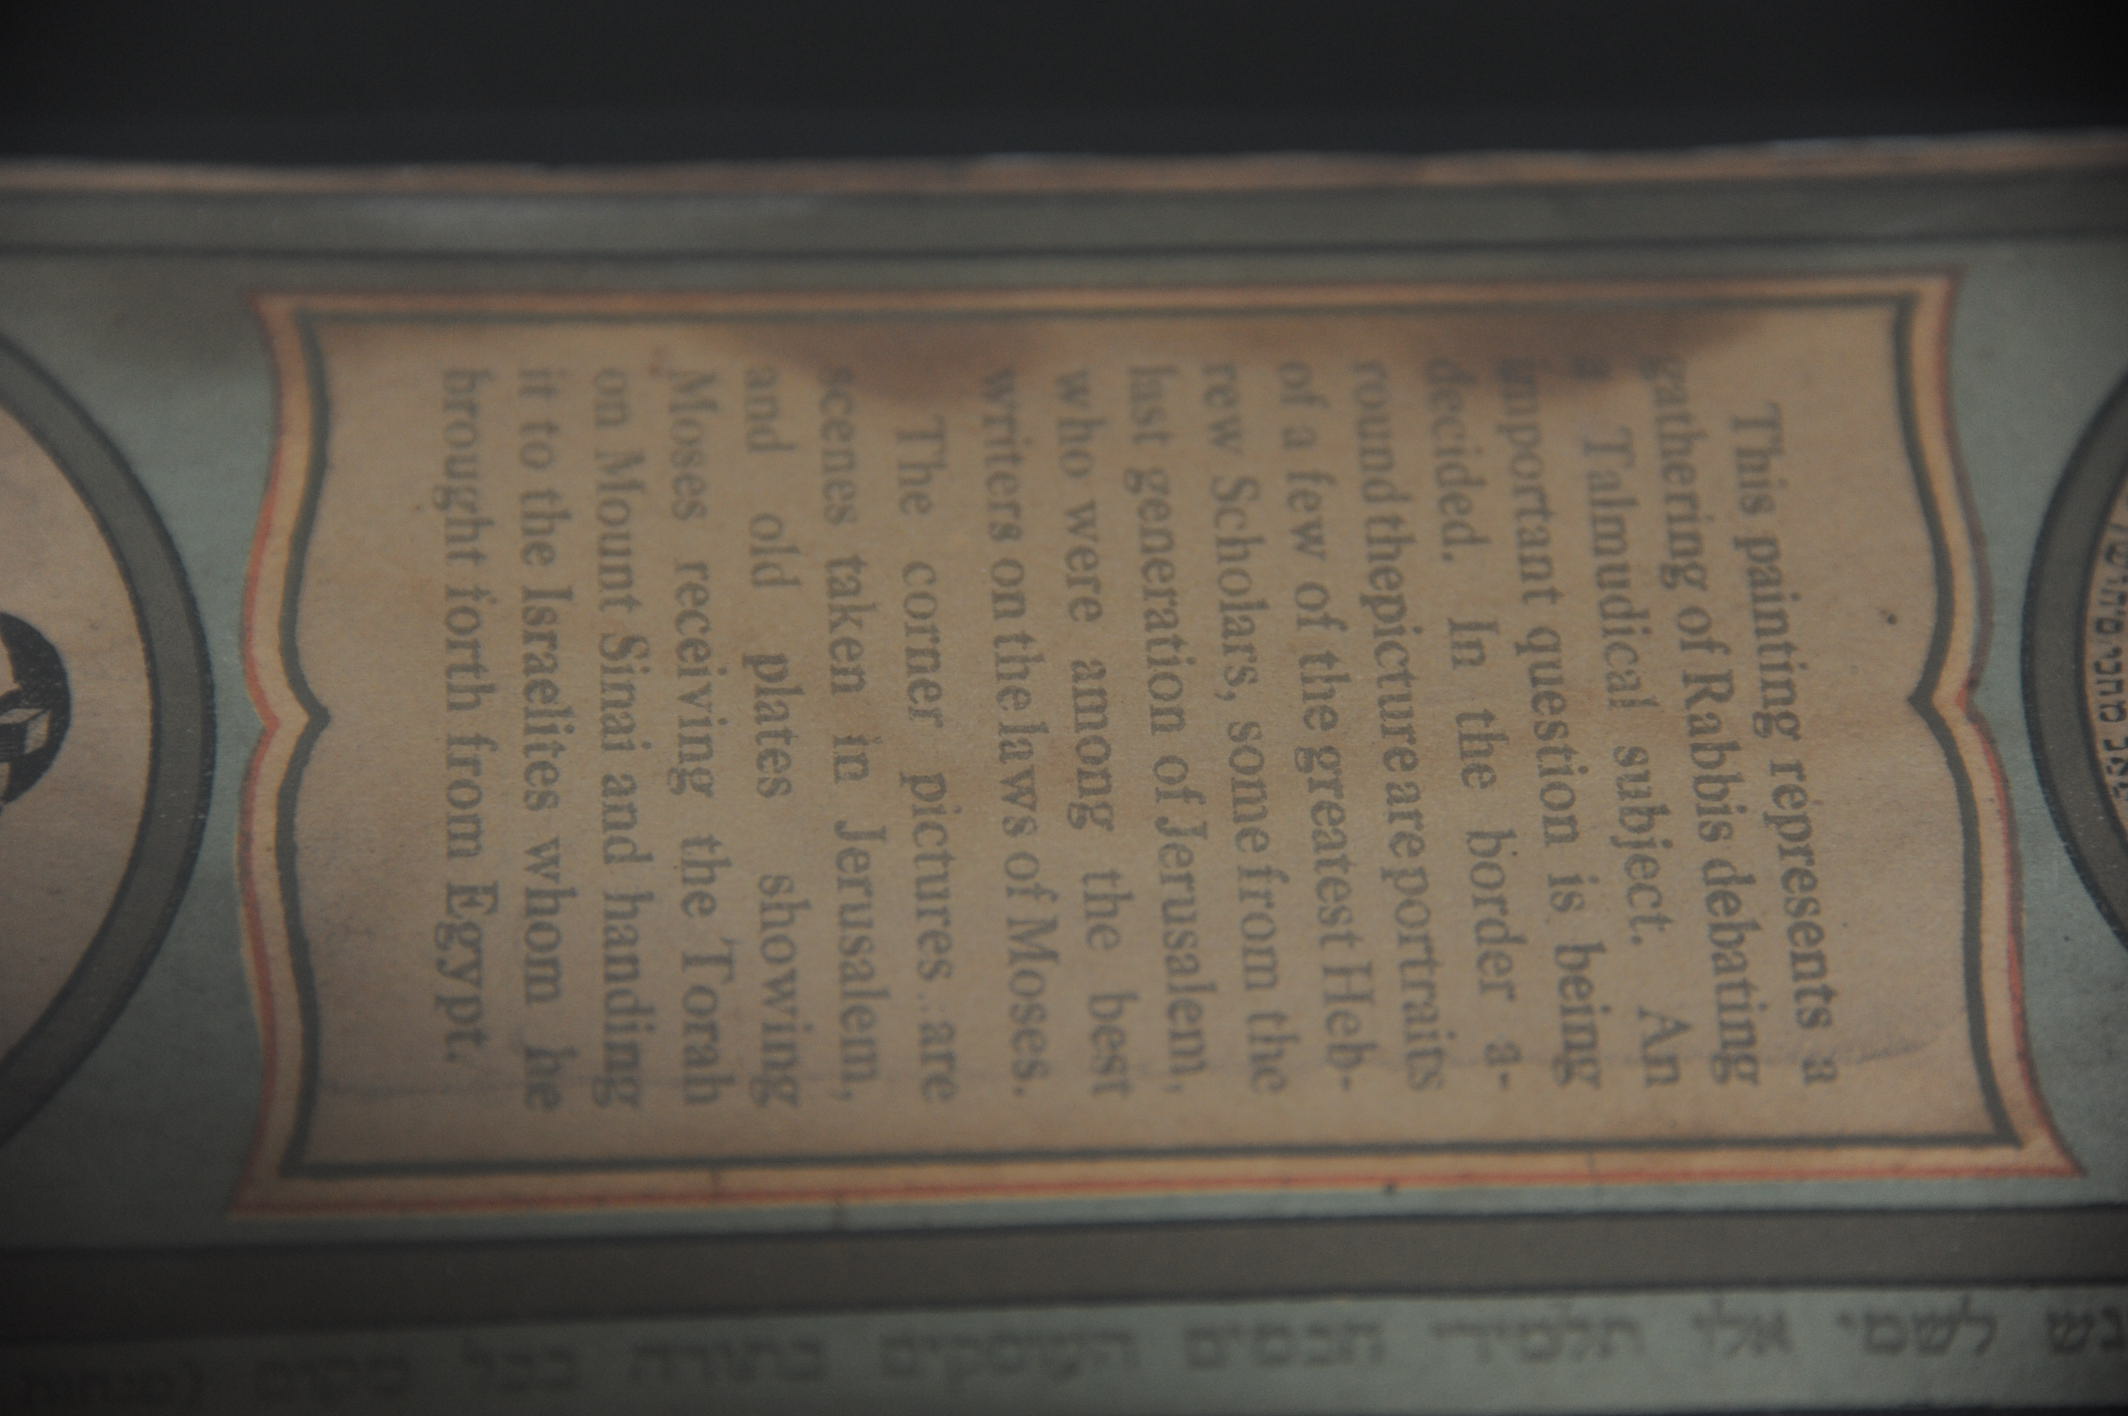 This painting represents a
gathering of Rabbis debating
a Talmudical subject. An
important question is being
decided. In the border a-
round the picture are portraits
of a few of the greatest Heb-
rew Scholars, some from the
last generation of Jerusalem,
who were among the best
writers on the laws of Moses.
The corner pictures are
scenes taken in Jerusalem,
and old plates showing
Moses receiving the Torah
on Mount Sinai and handing
it to the Israelites whom he
brought forth from Egypt.
לשמי אלו תלמידי חכמים העוסקים בתורה בכל מקום